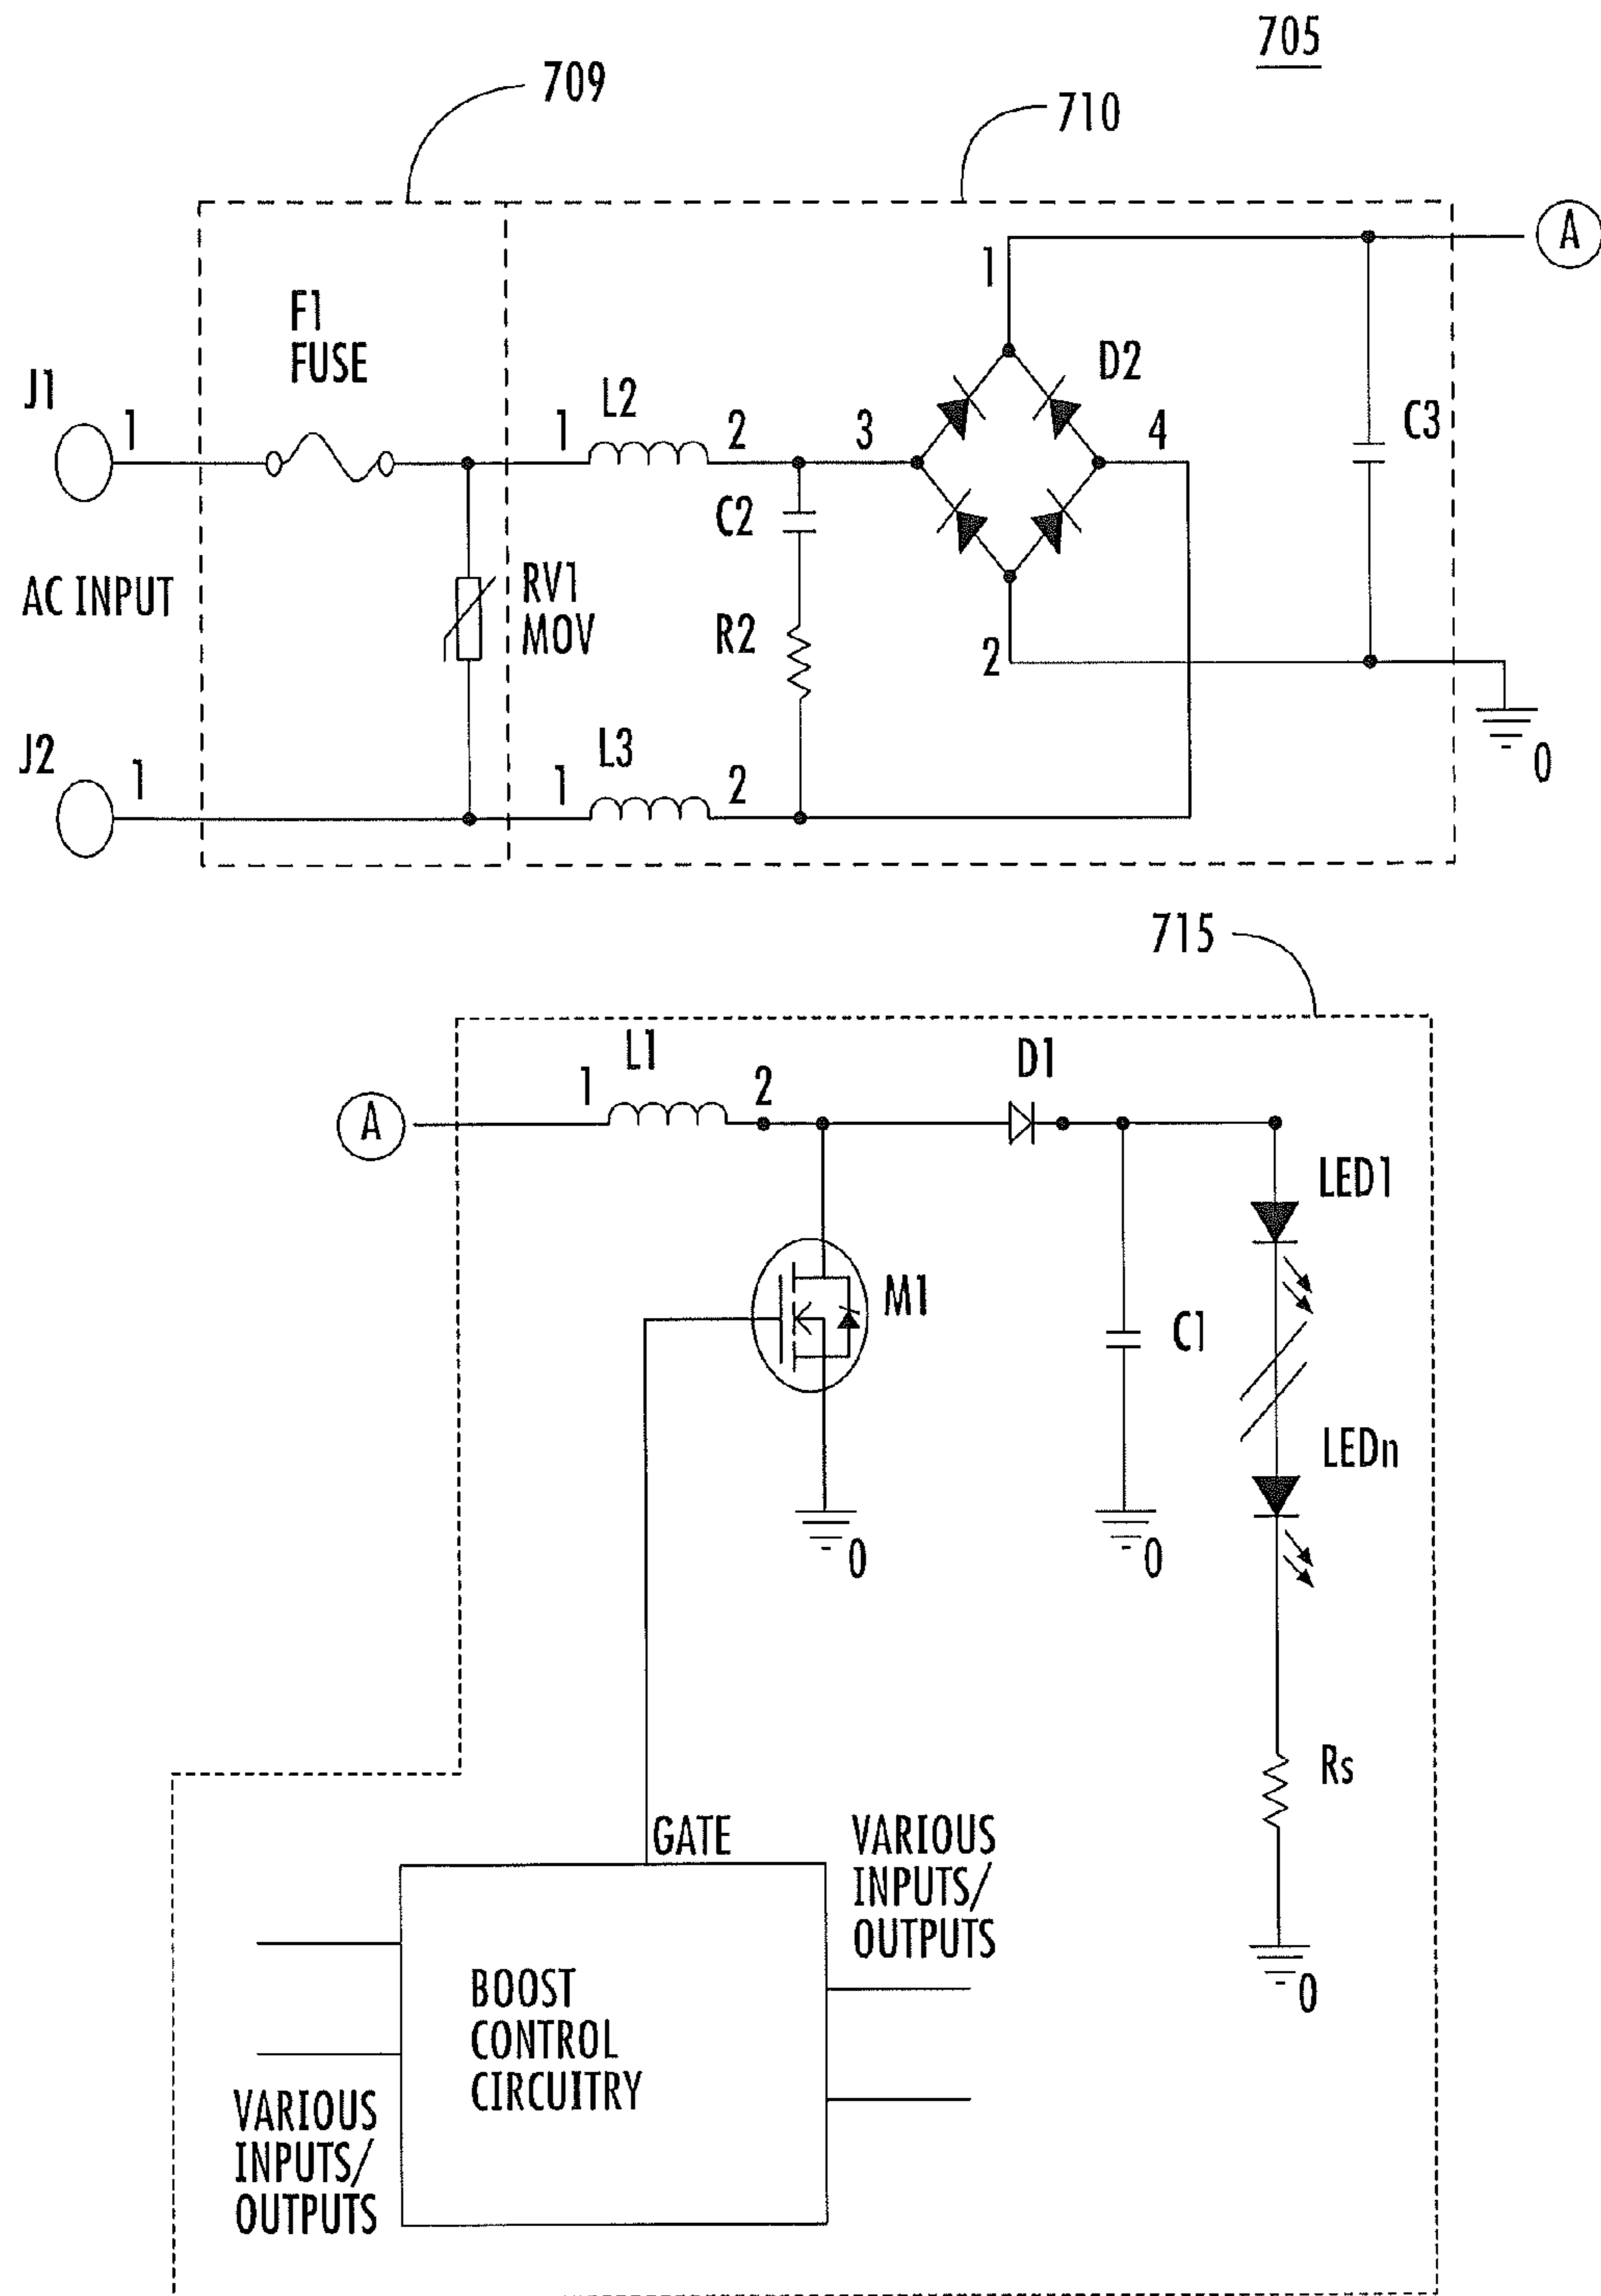 705
709
710
A
F1
FUSE
J1
1
1
L2
2
3
1
D2
4
C3
C2
AC INPUT
RV1
MOV
R2
2
J2
1
1
L3
2
0
715
L1
D1
A
1
2
LED1
M1
C1
LEDn
0
0
Rs
GATE
VARIOUS
INPUTS/
OUTPUTS
0
BOOST
CONTROL
CIRCUITRY
VARIOUS
INPUTS/
OUTPUTS